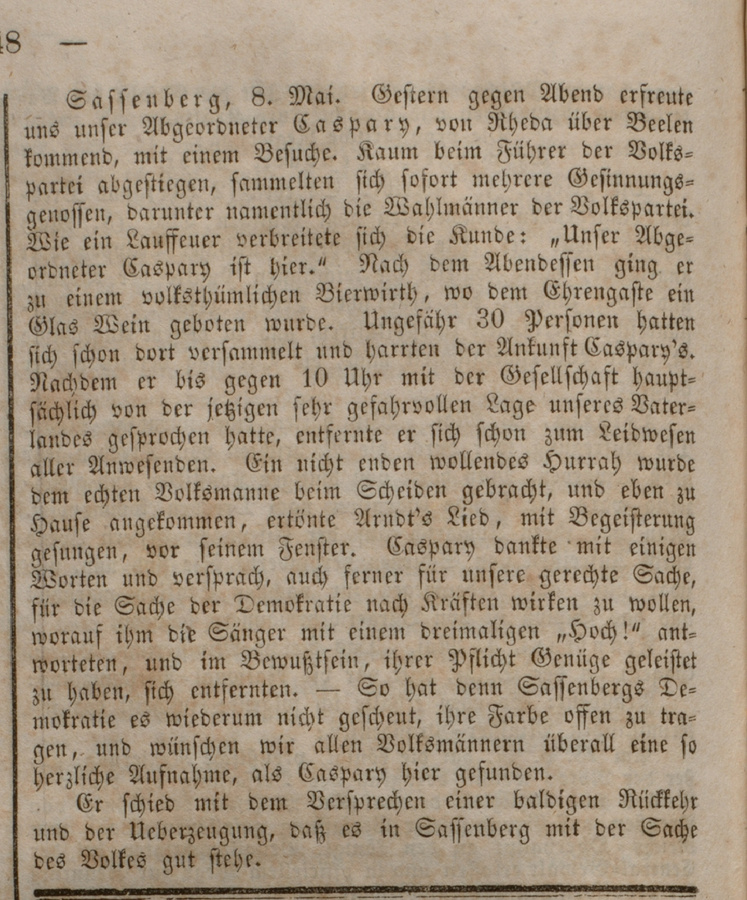 48 —
Sassenberg, 8. Mai. Gestern gegen Abend erfreute
uns unser Abgeordneter Caspary, von Rheda über Beelen
kommend, mit einem Besuche. Kaum beim Führer der Volks-
partei abgestiegen, sammelten sich sofort mehrere Gesinnungs-
genossen, darunter namentlich die Wahlmänner der Volkspartei.
Wie ein Lauffeuer verbreitete sich die Kunde: „Unser Abge-
ordneter Caspary ist hier.“ Nach dem Abendessen ging er
zu einem volksthümlichen Bierwirth, wo dem Ehrengaste ein
Glas Wein geboten wurde. Ungefähr 30 Personen hatten
sich schon dort versammelt und harrten der Ankunft Caspary's.
Nachdem er bis gegen 10 Uhr mit der Gesellschaft haupt-
sächlich von der jetzigen sehr gefahrvollen Lage unseres Vater-
landes gesprochen hatte, entfernte er sich schon zum Leidwesen
aller Anwesenden. Ein nicht enden wollendes Hurrah wurde
dem echten Volksmanne beim Scheiden gebracht, und eben zu
Hause angekommen, ertönte Arndt's Lied, mit Begeisterung
gesungen, vor seinem Fenster. Caspary dankte mit einigen
Worten und versprach, auch ferner für unsere gerechte Sache,
für die Sache der Demokratie nach Kräften wirken zu wollen,
worauf ihm die Sänger mit einem dreimaligen „Hoch!“ ant-
worteten, und im Bewußtsein, ihrer Pflicht Genüge geleistet
zu haben, sich entfernten. — So hat denn Sassenbergs De-
mokratie es wiederum nicht gescheut, ihre Farbe offen zu tra-
gen, und wünschen wir allen Volksmännern überall eine so
herzliche Aufnahme, als Caspary hier gefunden.
Er schied mit dem Versprechen einer baldigen Rückkehr
und der Ueberzeugung, daß es in Sassenberg mit der Sache
des Volkes gut stehe.